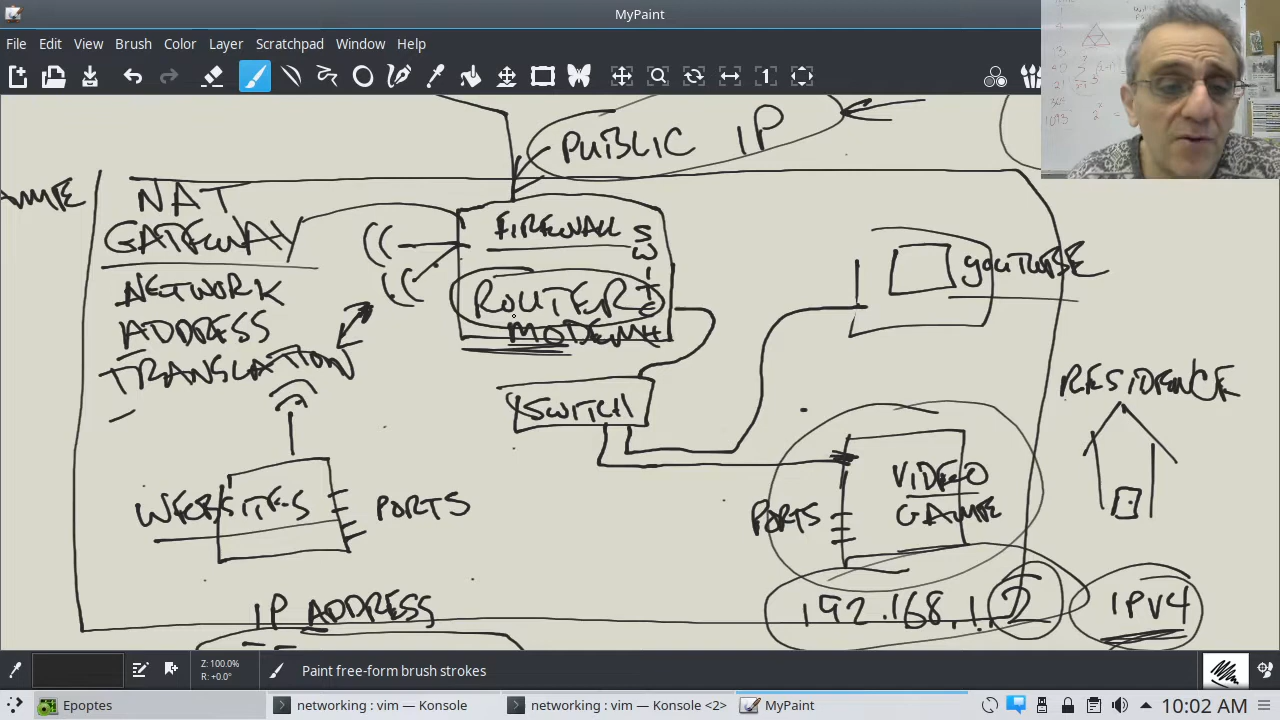 MyPaint
File Edit View Brush Color Layer Scratchpad Window Help
PUBLIC IP
AME
NAT
GATEWAY
NETWORK
ADDRESS
TRANSLATION
FIREWALL
SWITCH
ROUTER
MODEM
YOUTUBE
SWITCH
RESIDENCE
WEBSITES
PORTS
PORTS
VIDEO
GAME
IP ADDRESS
192.168.1.2
IPV4
Z: 100.0%
R: +0.0°
Paint free-form brush strokes
Epoptes
networking : vim — Konsole
networking : vim — Konsole <2>
MyPaint
10:02 AM